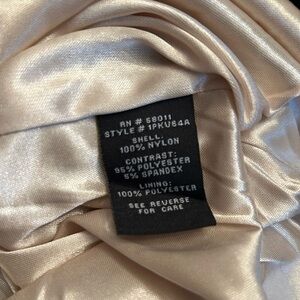 RN # 58011
STYLE # 1PKU84A
SHELL:
100% NYLON
CONTRAST:
95% POLYESTER
5% SPANDEX
LINING:
100% POLYESTER
SEE REVERSE
FOR CARE